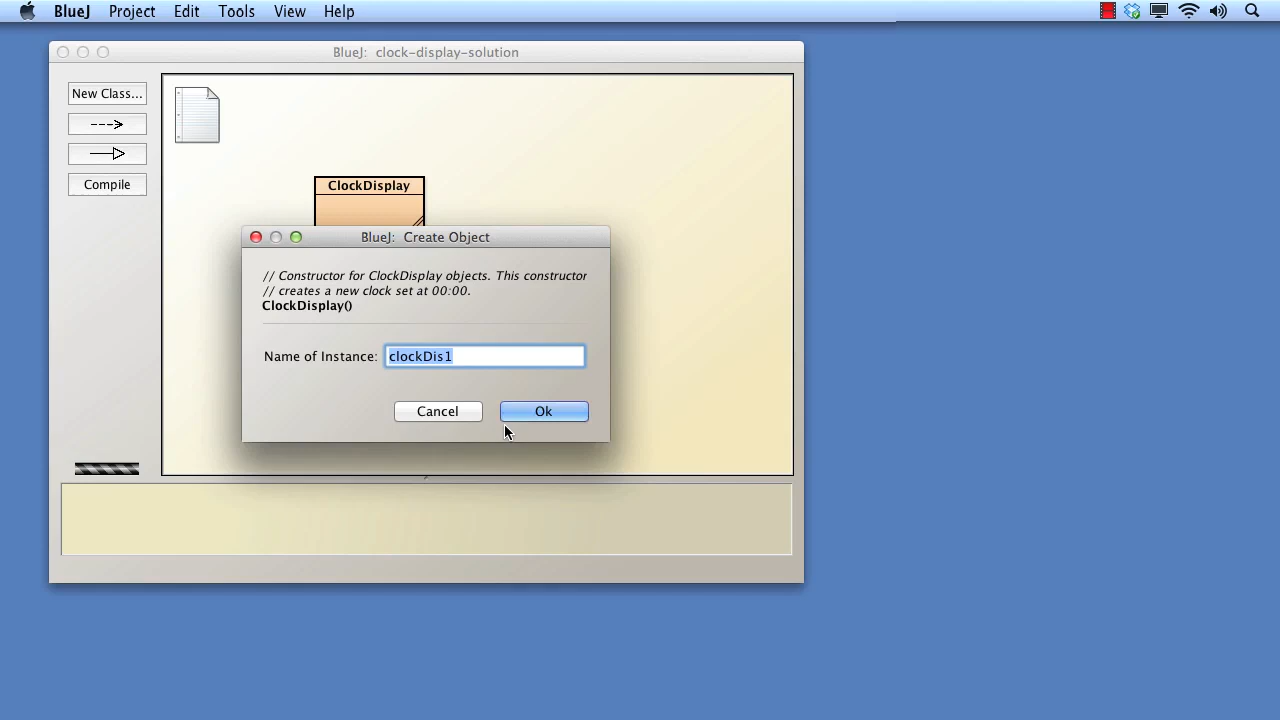 BlueJ Project Edit Tools View Help
BlueJ: clock-display-solution
New Class...
Compile
ClockDisplay
BlueJ: Create Object
// Constructor for ClockDisplay objects. This constructor
// creates a new clock set at 00:00.
ClockDisplay()
Name of Instance: clockDis1
Cancel Ok